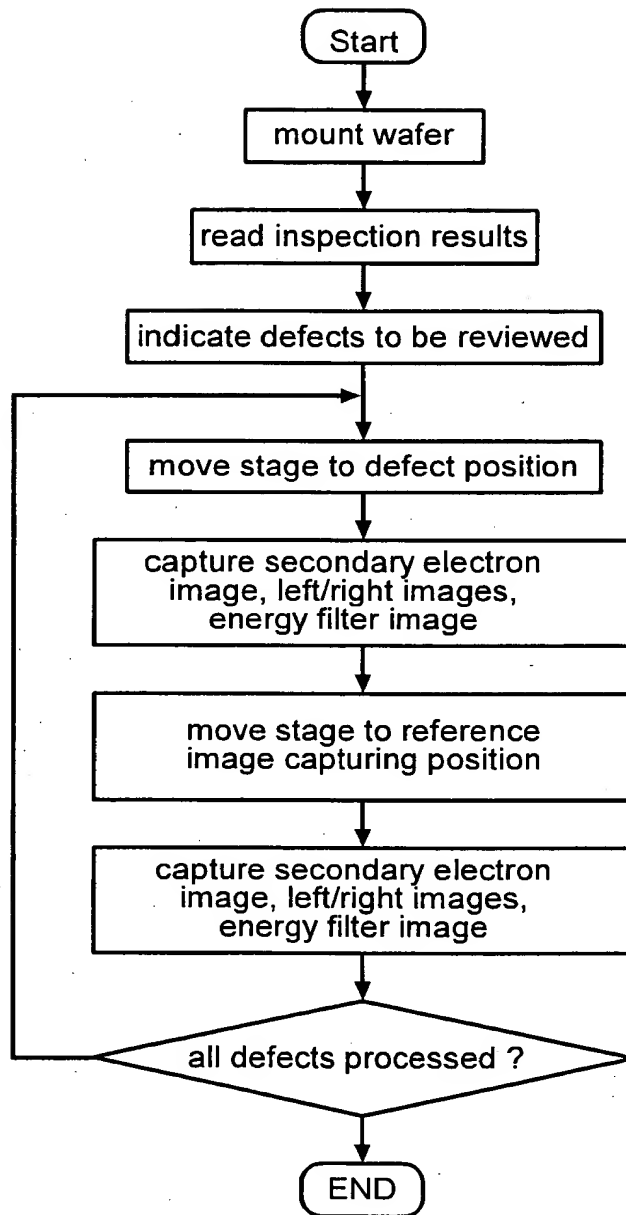 Start
mount wafer
read inspection results
indicate defects to be reviewed
move stage to defect position
capture secondary electron
image, left/right images,
energy filter image
move stage to reference
image capturing position
capture secondary electron
image, left/right images,
energy filter image
all defects processed ?
END